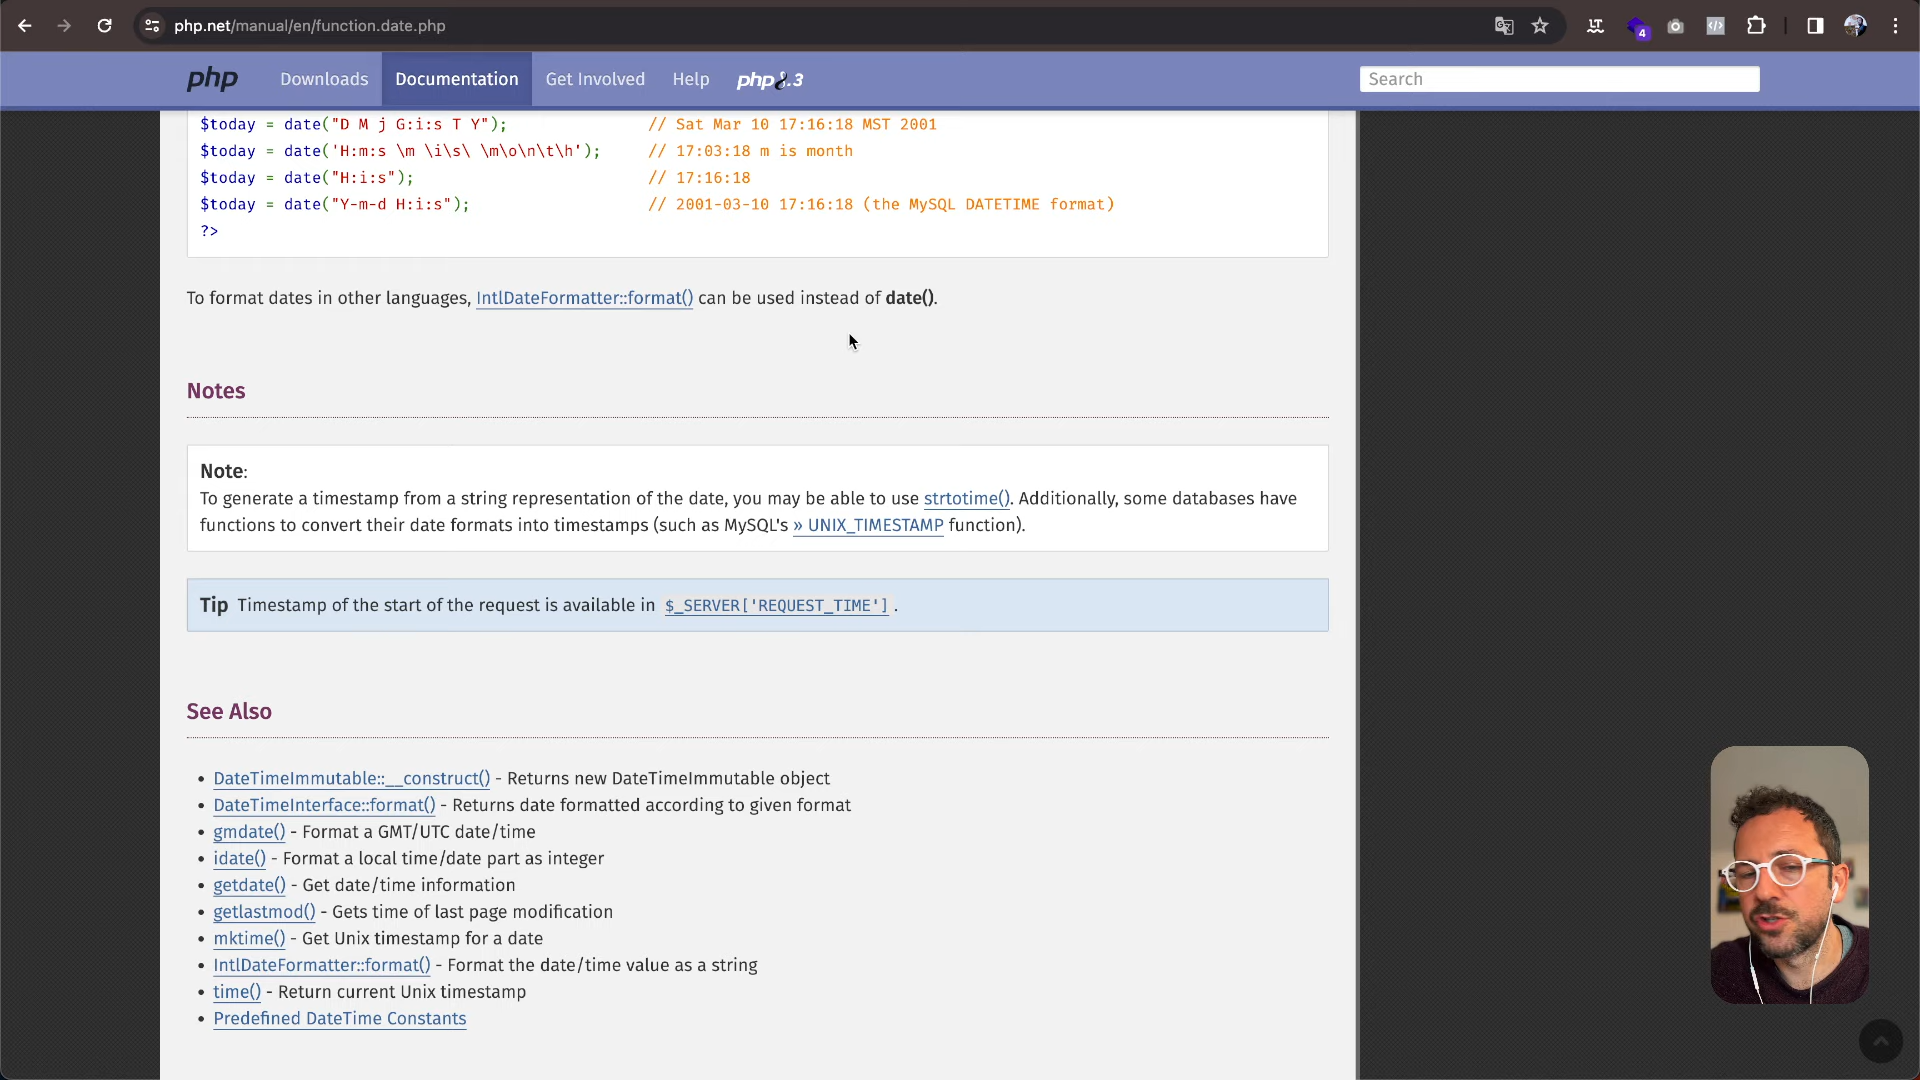 php.net/manual/en/function.date.php
4
php
Downloads
Documentation
Get Involved
Help
php8.3
Search
$today = date("D M j G:i:s T Y"); // Sat Mar 10 17:16:18 MST 2001
$today = date('H:m:s \m \i\s\ \m\o\n\t\h'); // 17:03:18 m is month
$today = date("H:i:s"); // 17:16:18
$today = date("Y-m-d H:i:s"); // 2001-03-10 17:16:18 (the MySQL DATETIME format)
?>
To format dates in other languages, IntlDateFormatter::format() can be used instead of date().
Notes
Note:
To generate a timestamp from a string representation of the date, you may be able to use strtotime(). Additionally, some databases have
functions to convert their date formats into timestamps (such as MySQL's » UNIX_TIMESTAMP function).
Tip Timestamp of the start of the request is available in $_SERVER['REQUEST_TIME'] .
See Also
• DateTimeImmutable::__construct() - Returns new DateTimeImmutable object
• DateTimeInterface::format() - Returns date formatted according to given format
• gmdate() - Format a GMT/UTC date/time
• idate() - Format a local time/date part as integer
• getdate() - Get date/time information
• getlastmod() - Gets time of last page modification
• mktime() - Get Unix timestamp for a date
• IntlDateFormatter::format() - Format the date/time value as a string
• time() - Return current Unix timestamp
• Predefined DateTime Constants